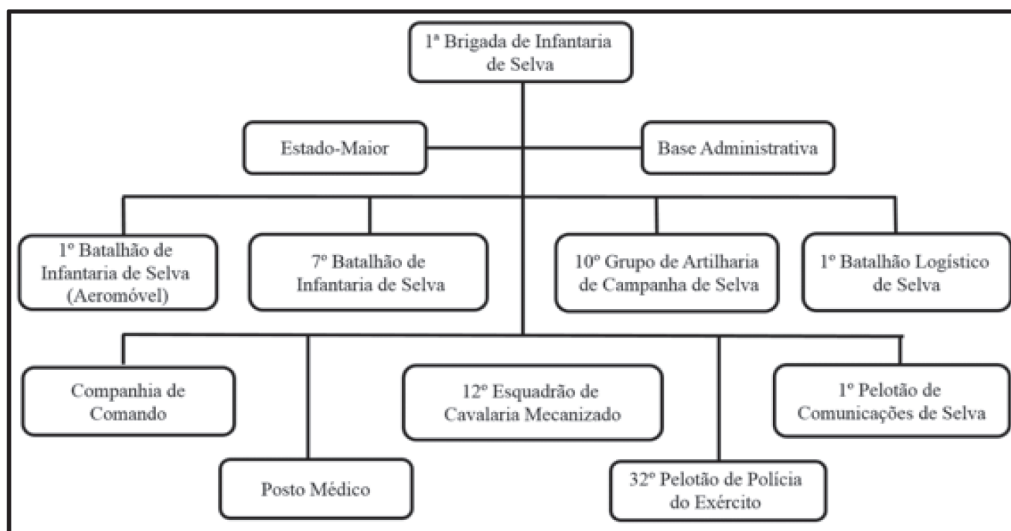 1ª Brigada de Infantaria
de Selva
Estado-Maior
Base Administrativa
1º Batalhão de
Infantaria de Selva
(Aeromóvel)
7º Batalhão de
Infantaria de Selva
10º Grupo de Artilharia
de Campanha de Selva
1º Batalhão Logístico
de Selva
Companhia de
Comando
12º Esquadrão de
Cavalaria Mecanizado
1º Pelotão de
Comunicações de Selva
Posto Médico
32º Pelotão de Polícia
do Exército